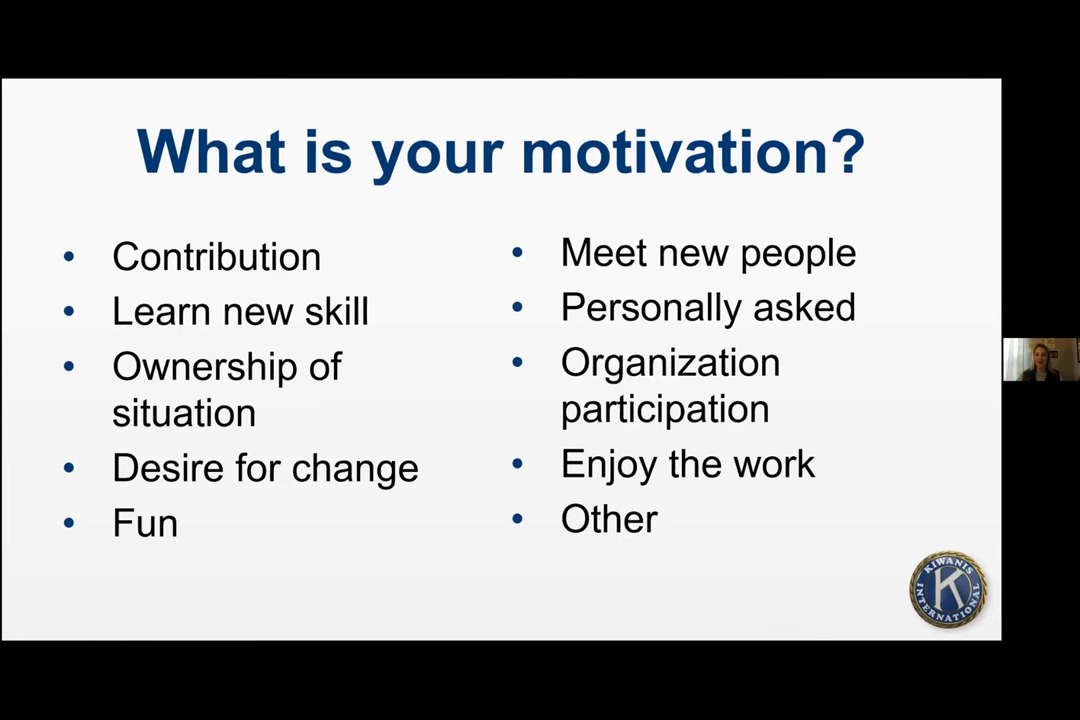 What is your motivation?
• Contribution
• Learn new skill
• Ownership of
situation
• Desire for change
• Fun
• Meet new people
• Personally asked
• Organization
participation
• Enjoy the work
• Other
KIWANIS
K
INTERNATIONAL